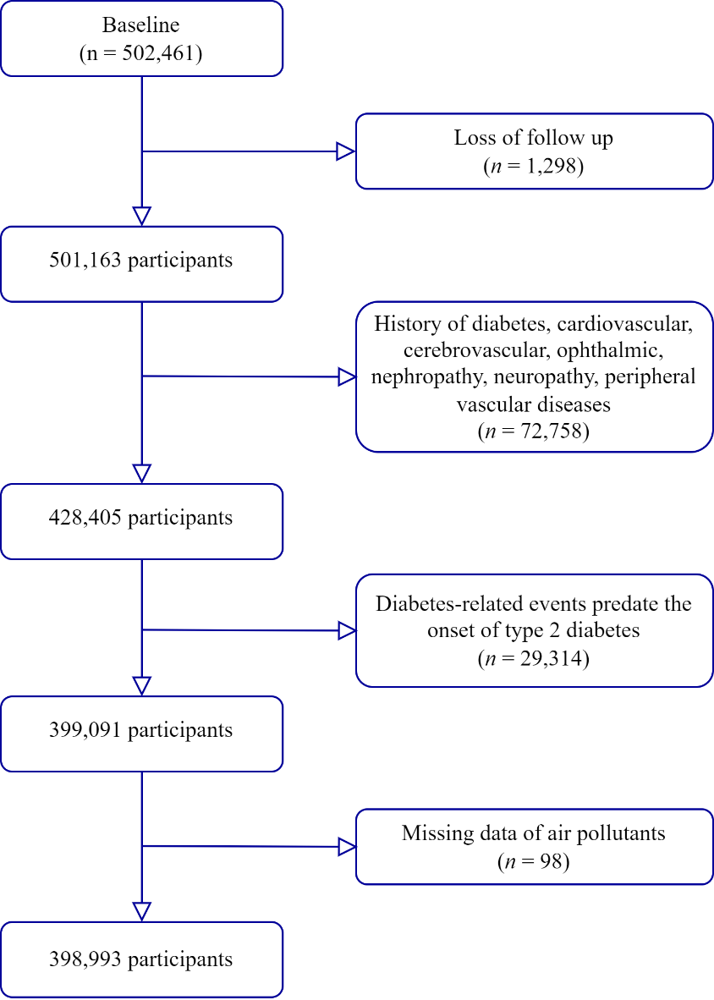 Baseline
(n = 502,461)
Loss of follow up
(n = 1,298)
501,163 participants
History of diabetes, cardiovascular,
cerebrovascular, ophthalmic,
nephropathy, neuropathy, peripheral
vascular diseases
(n = 72,758)
428,405 participants
Diabetes-related events predate the
onset of type 2 diabetes
(n = 29,314)
399,091 participants
Missing data of air pollutants
(n = 98)
398,993 participants